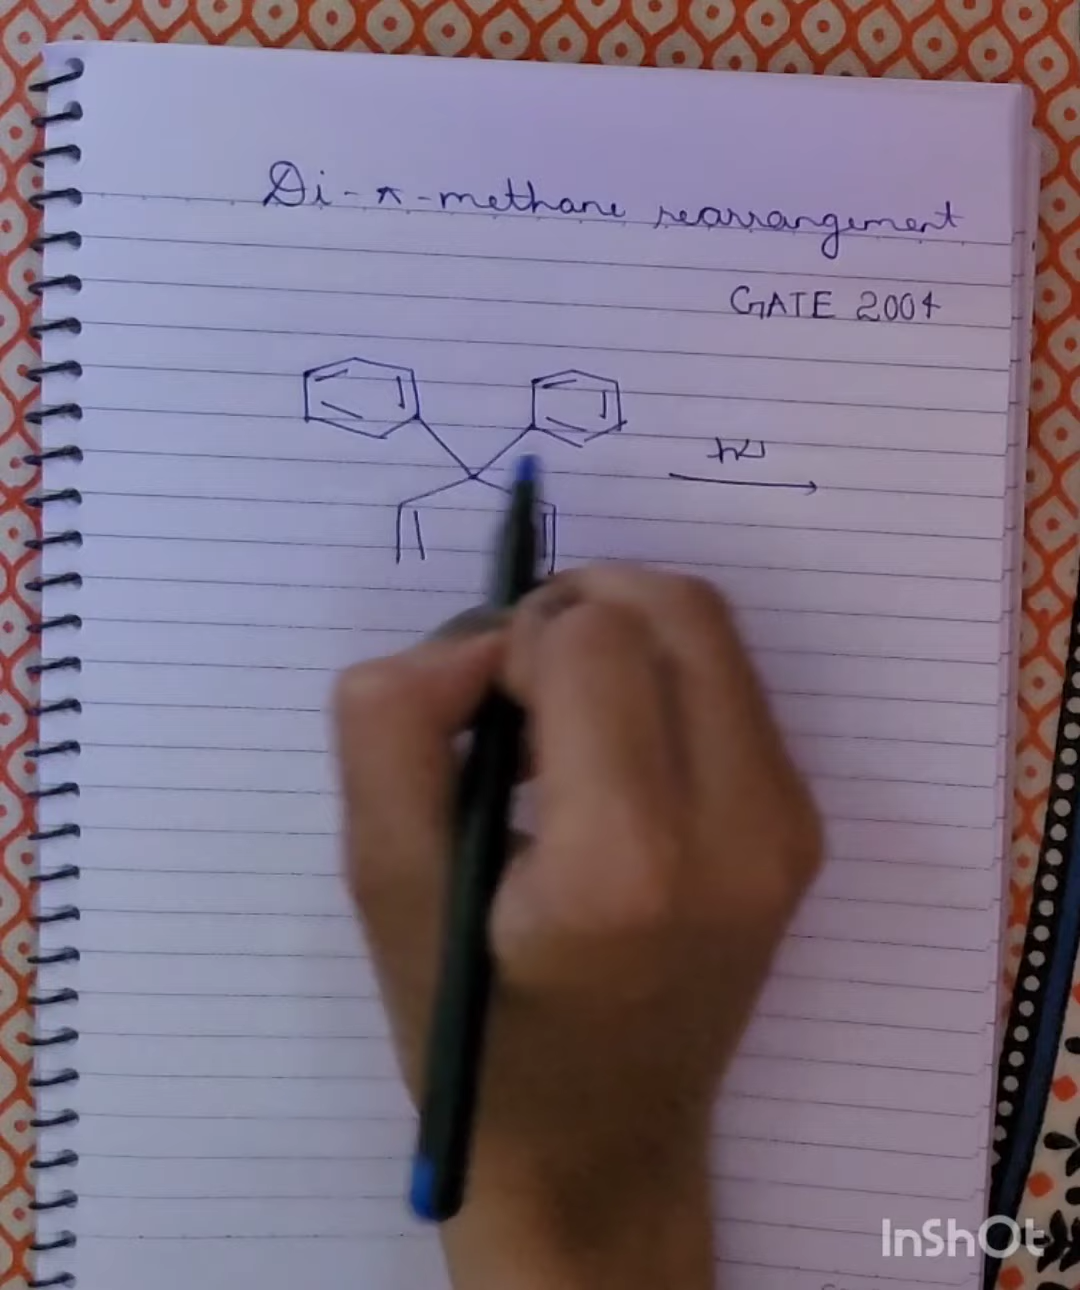 Di-π-methane rearrangement
GATE 2004
hν
InShOt